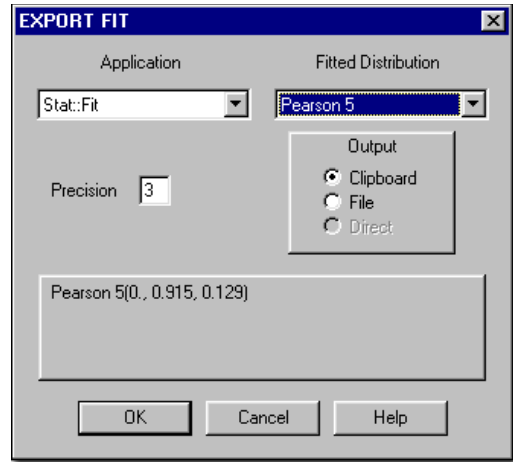 EXPORT FIT
Application
Fitted Distribution
Stat::Fit
Pearson 5
Precision 3
Output
Clipboard
File
Direct
Pearson 5(0., 0.915, 0.129)
OK
Cancel
Help